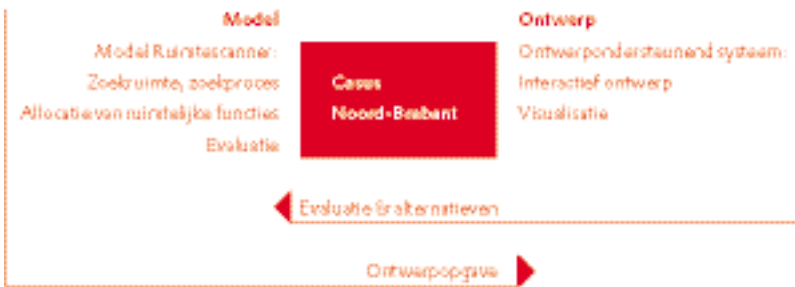 Model
Model Ruimtescanner:
Zoekruimte, zoekproces
Allocatie van ruimtelijke functies
Evaluatie
Casus
Noord-Brabant
Ontwerp
Ontwerpondersteunend systeem:
Interactief ontwerp
Visualisatie
Evaluatie & alternatieven
Ontwerpopgave